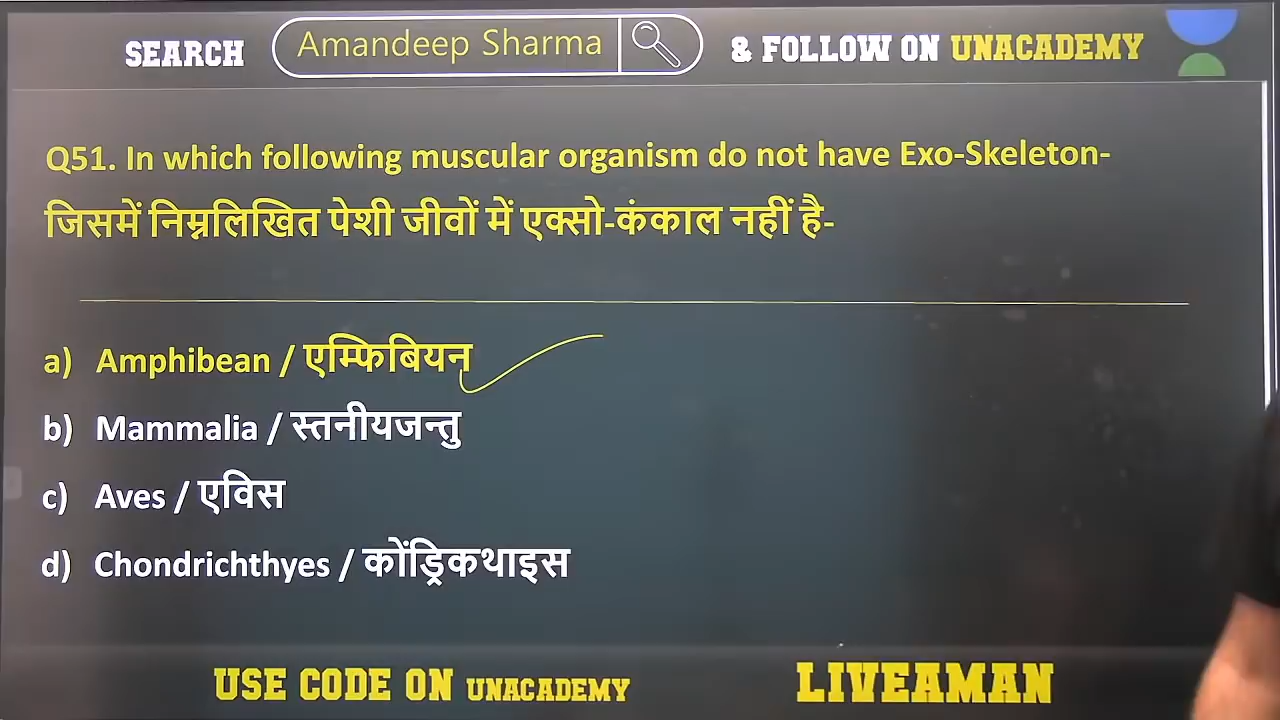 SEARCH Amandeep Sharma & FOLLOW ON UNACADEMY
Q51. In which following muscular organism do not have Exo-Skeleton-
जिसमें निम्नलिखित पेशी जीवों में एक्सो-कंकाल नहीं है-
a) Amphibean / एम्फिबियन
b) Mammalia / स्तनीयजन्तु
c) Aves / एविस
d) Chondrichthyes / कोंड्रिकथाइस
USE CODE ON UNACADEMY LIVEAMAN